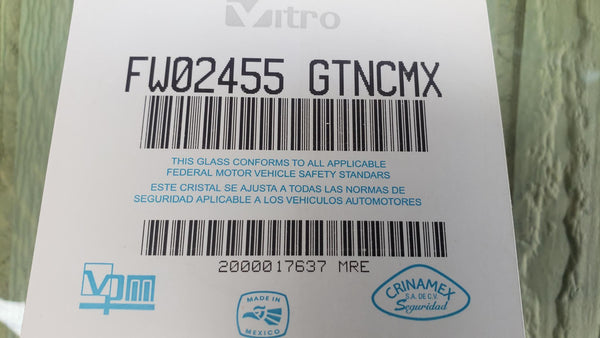 Vitro
FW02455 GTNCMX
THIS GLASS CONFORMS TO ALL APPLICABLE
FEDERAL MOTOR VEHICLE SAFETY STANDARS
ESTE CRISTAL SE AJUSTA A TODAS LAS NORMAS DE
SEGURIDAD APLICABLE A LOS VEHICULOS AUTOMOTORES
2000017637 MRE
vpm
MADE IN
MEXICO
CRINAMEX
S.A. DE C.V.
Seguridad